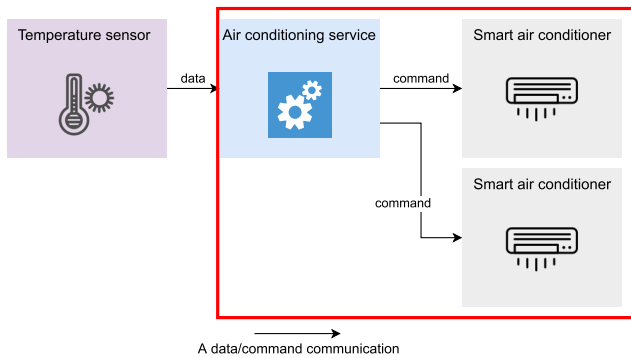 Temperature sensor
Air conditioning service
Smart air conditioner
data
command
Smart air conditioner
command
A data/command communication